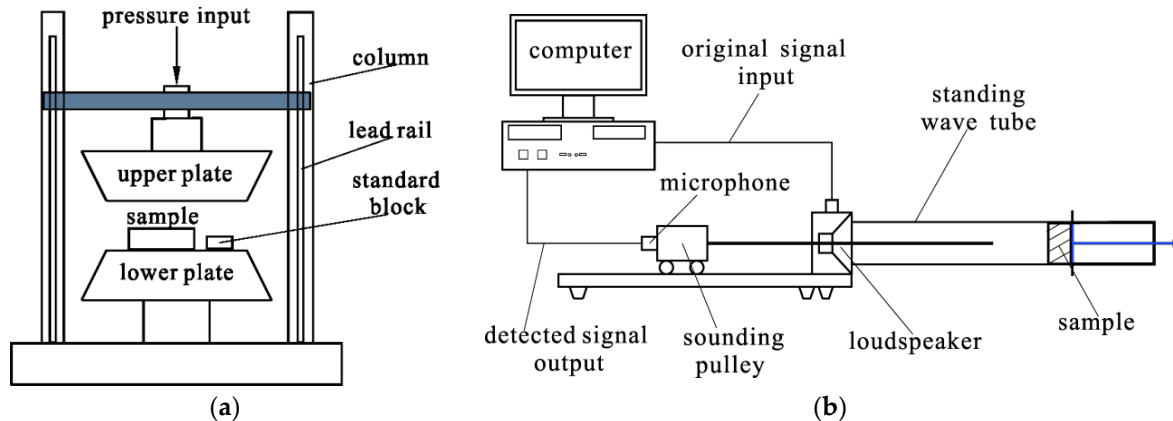 pressure input
column
lead rail
upper plate
standard
block
sample
lower plate
(a)
computer
original signal
input
standing
wave tube
microphone
detected signal
output
sounding
pulley
loudspeaker
sample
(b)